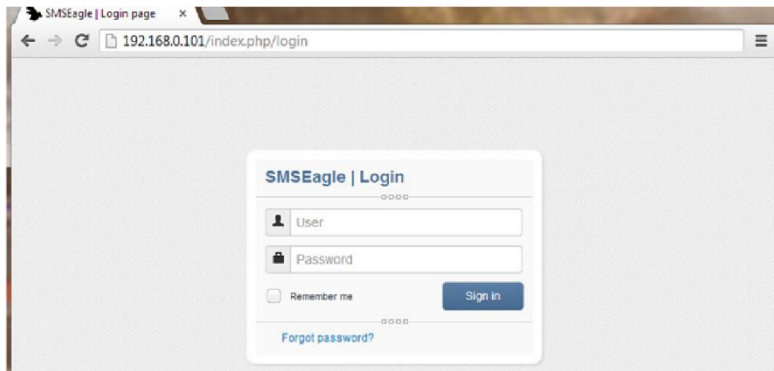 SMSEagle | Login page
192.168.0.101/index.php/login
SMSEagle | Login
User
Password
Remember me
Sign in
Forgot password?